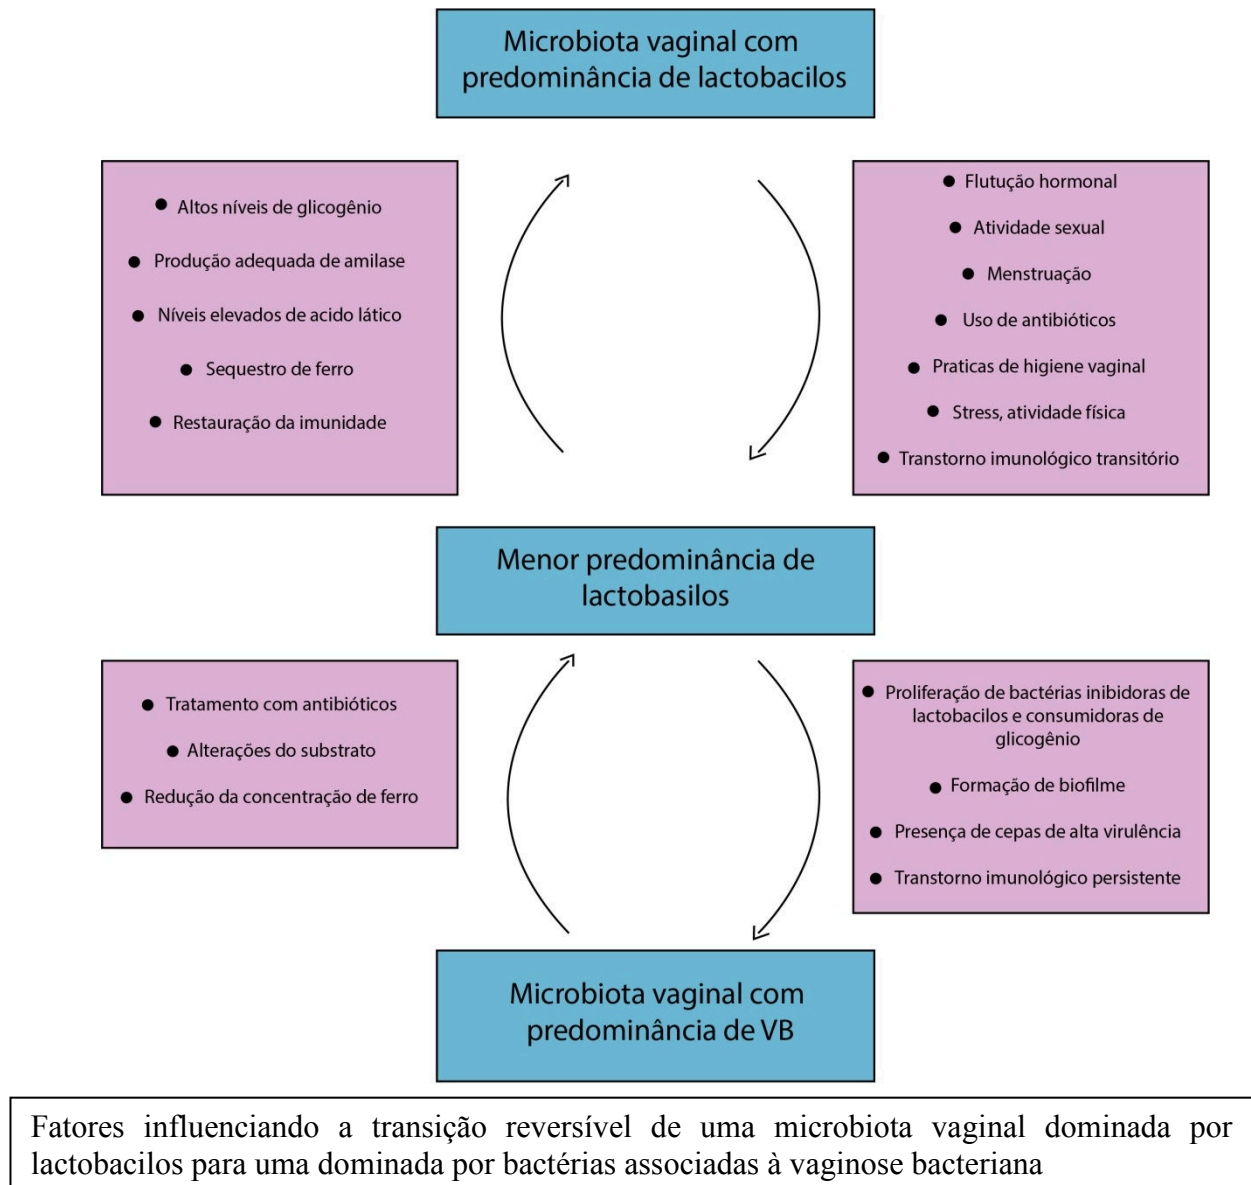 Microbiota vaginal com
predominância de lactobacilos
Altos níveis de glicogênio
Produção adequada de amilase
Níveis elevados de acido lático
Sequestro de ferro
Restauração da imunidade
Flutução hormonal
Atividade sexual
Menstruação
Uso de antibióticos
Praticas de higiene vaginal
Stress, atividade física
Transtorno imunológico transitório
Menor predominância de
lactobasilos
Tratamento com antibióticos
Alterações do substrato
Redução da concentração de ferro
Proliferação de bactérias inibidoras de
lactobacilos e consumidoras de
glicogênio
Formação de biofilme
Presença de cepas de alta virulência
Transtorno imunológico persistente
Microbiota vaginal com
predominância de VB
Fatores influenciando a transição reversível de uma microbiota vaginal dominada por
lactobacilos para uma dominada por bactérias associadas à vaginose bacteriana